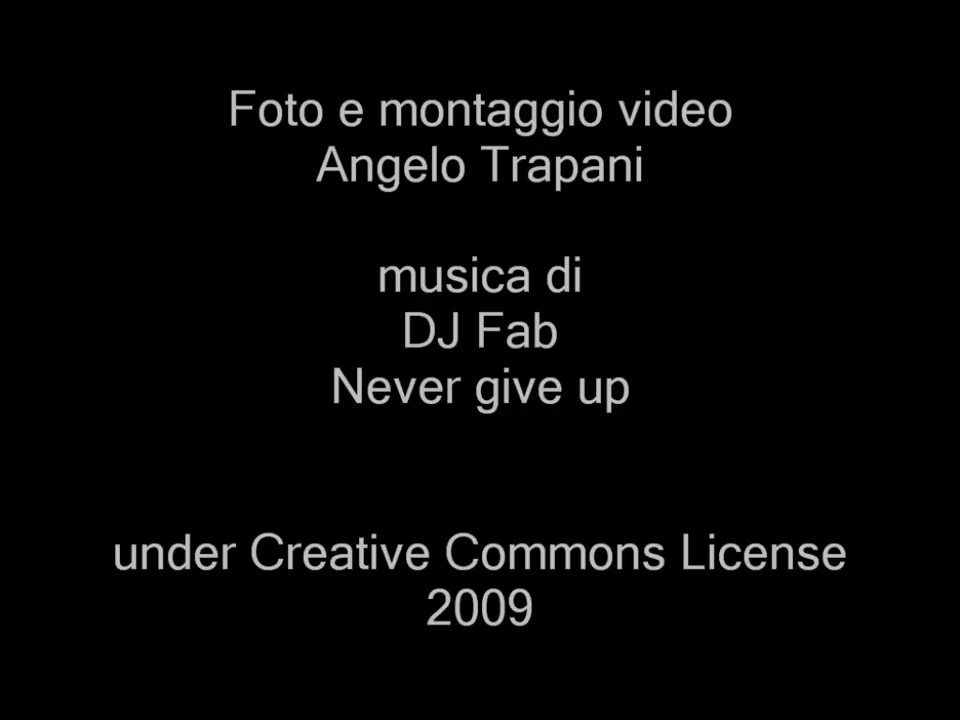 Foto e montaggio video
Angelo Trapani
musica di
DJ Fab
Never give up
under Creative Commons License
2009